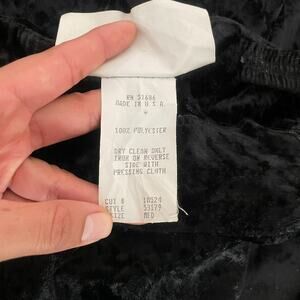 RN 51686
MADE IN U.S.A.
100% POLYESTER
DRY CLEAN ONLY
IRON ON REVERSE
SIDE WITH
PRESSING CLOTH
CUT # 10524
STYLE 53179
SIZE MED